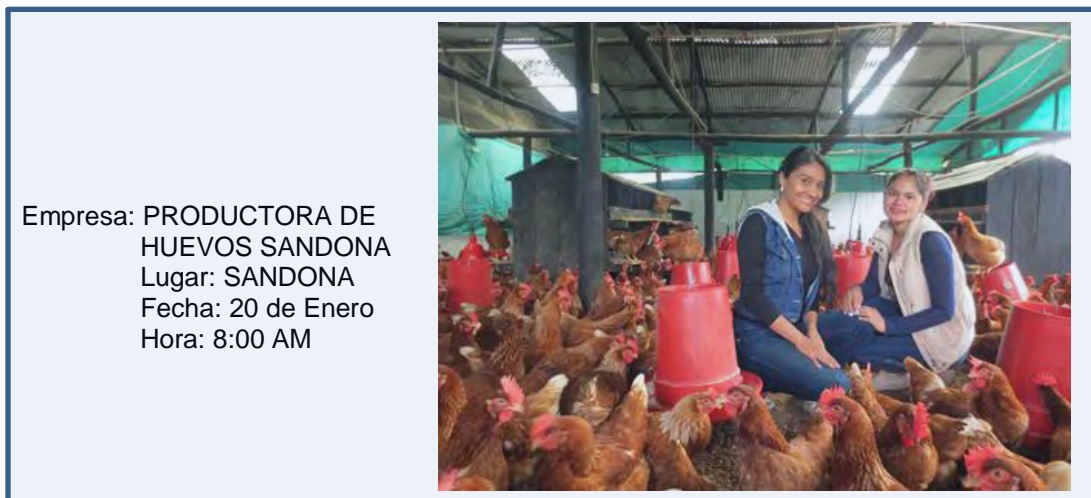 Empresa: PRODUCTORA DE
HUEVOS SANDONA
Lugar: SANDONA
Fecha: 20 de Enero
Hora: 8:00 AM